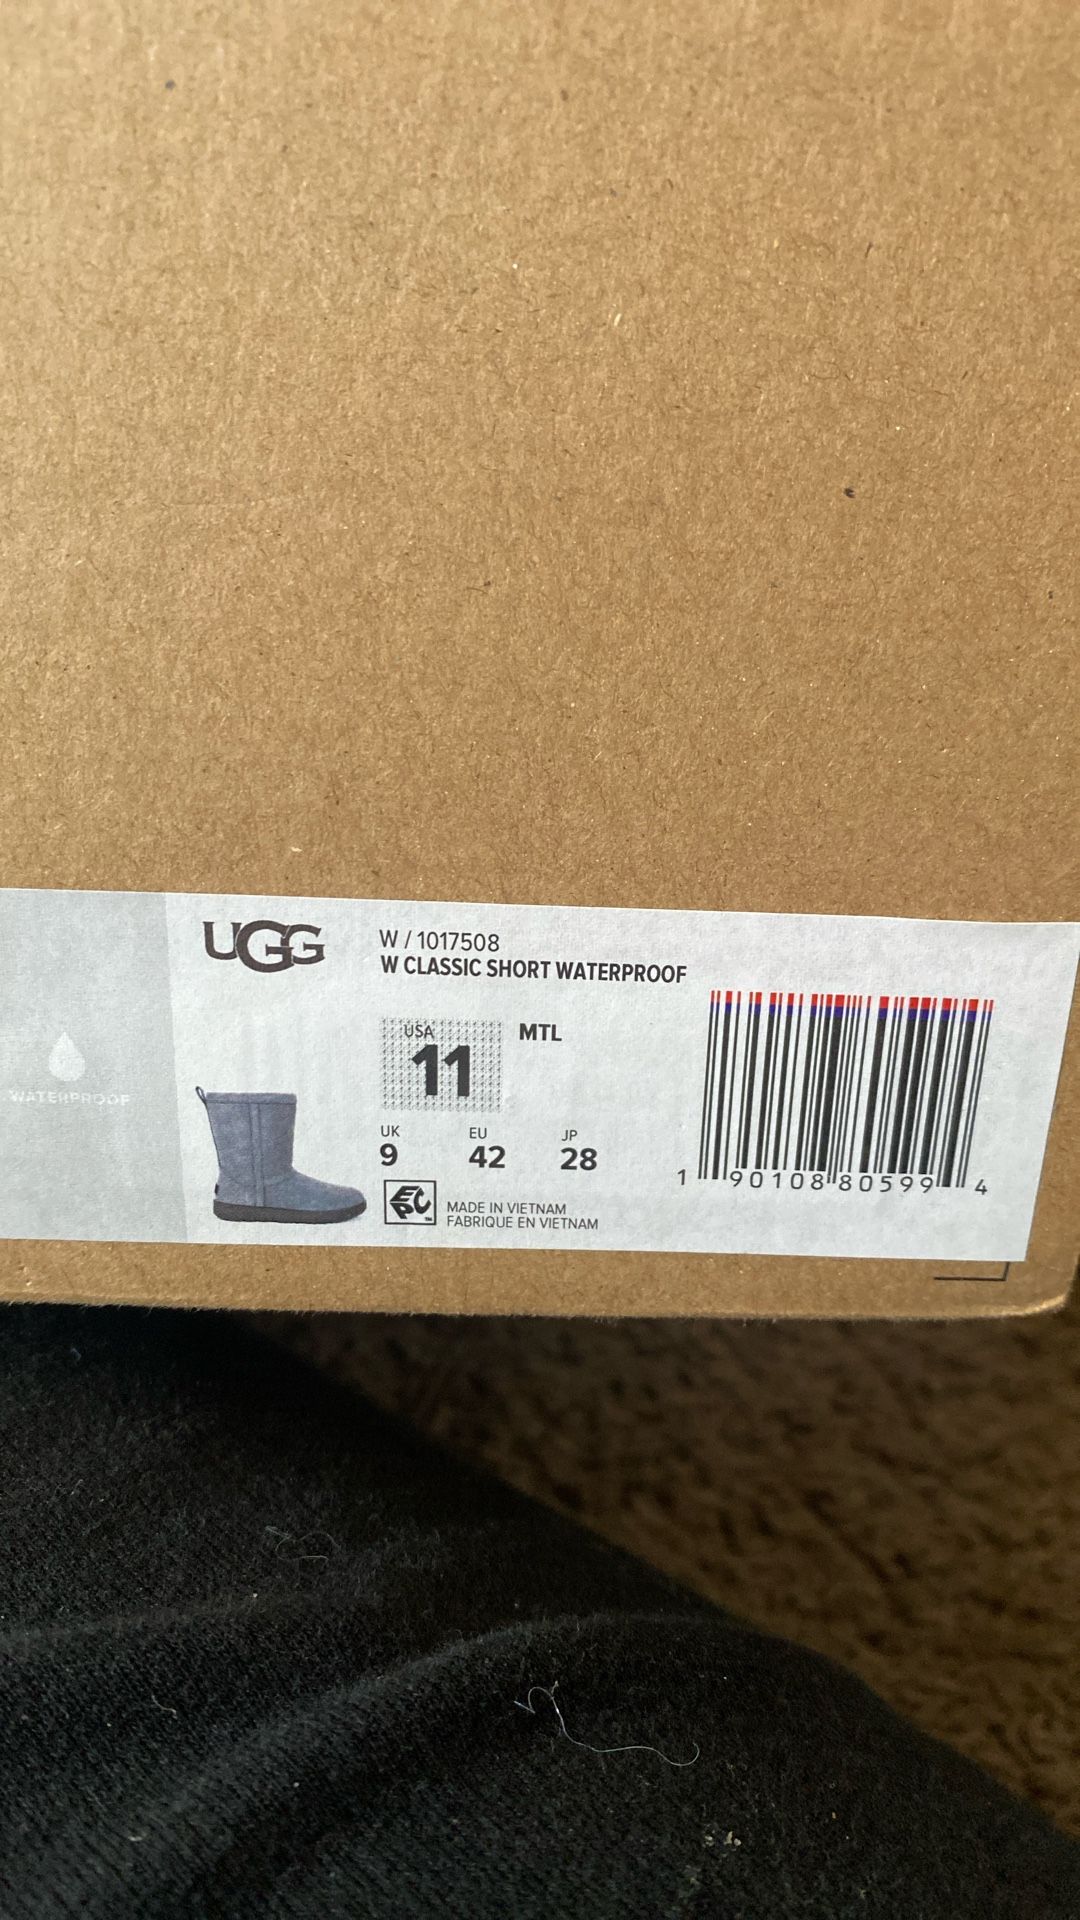 UGG
W / 1017508
W CLASSIC SHORT WATERPROOF
USA
11
MTL
UK
9
EU
42
JP
28
WATERPROOF
EPC
MADE IN VIETNAM
FABRIQUE EN VIETNAM
1 90108 80599 4